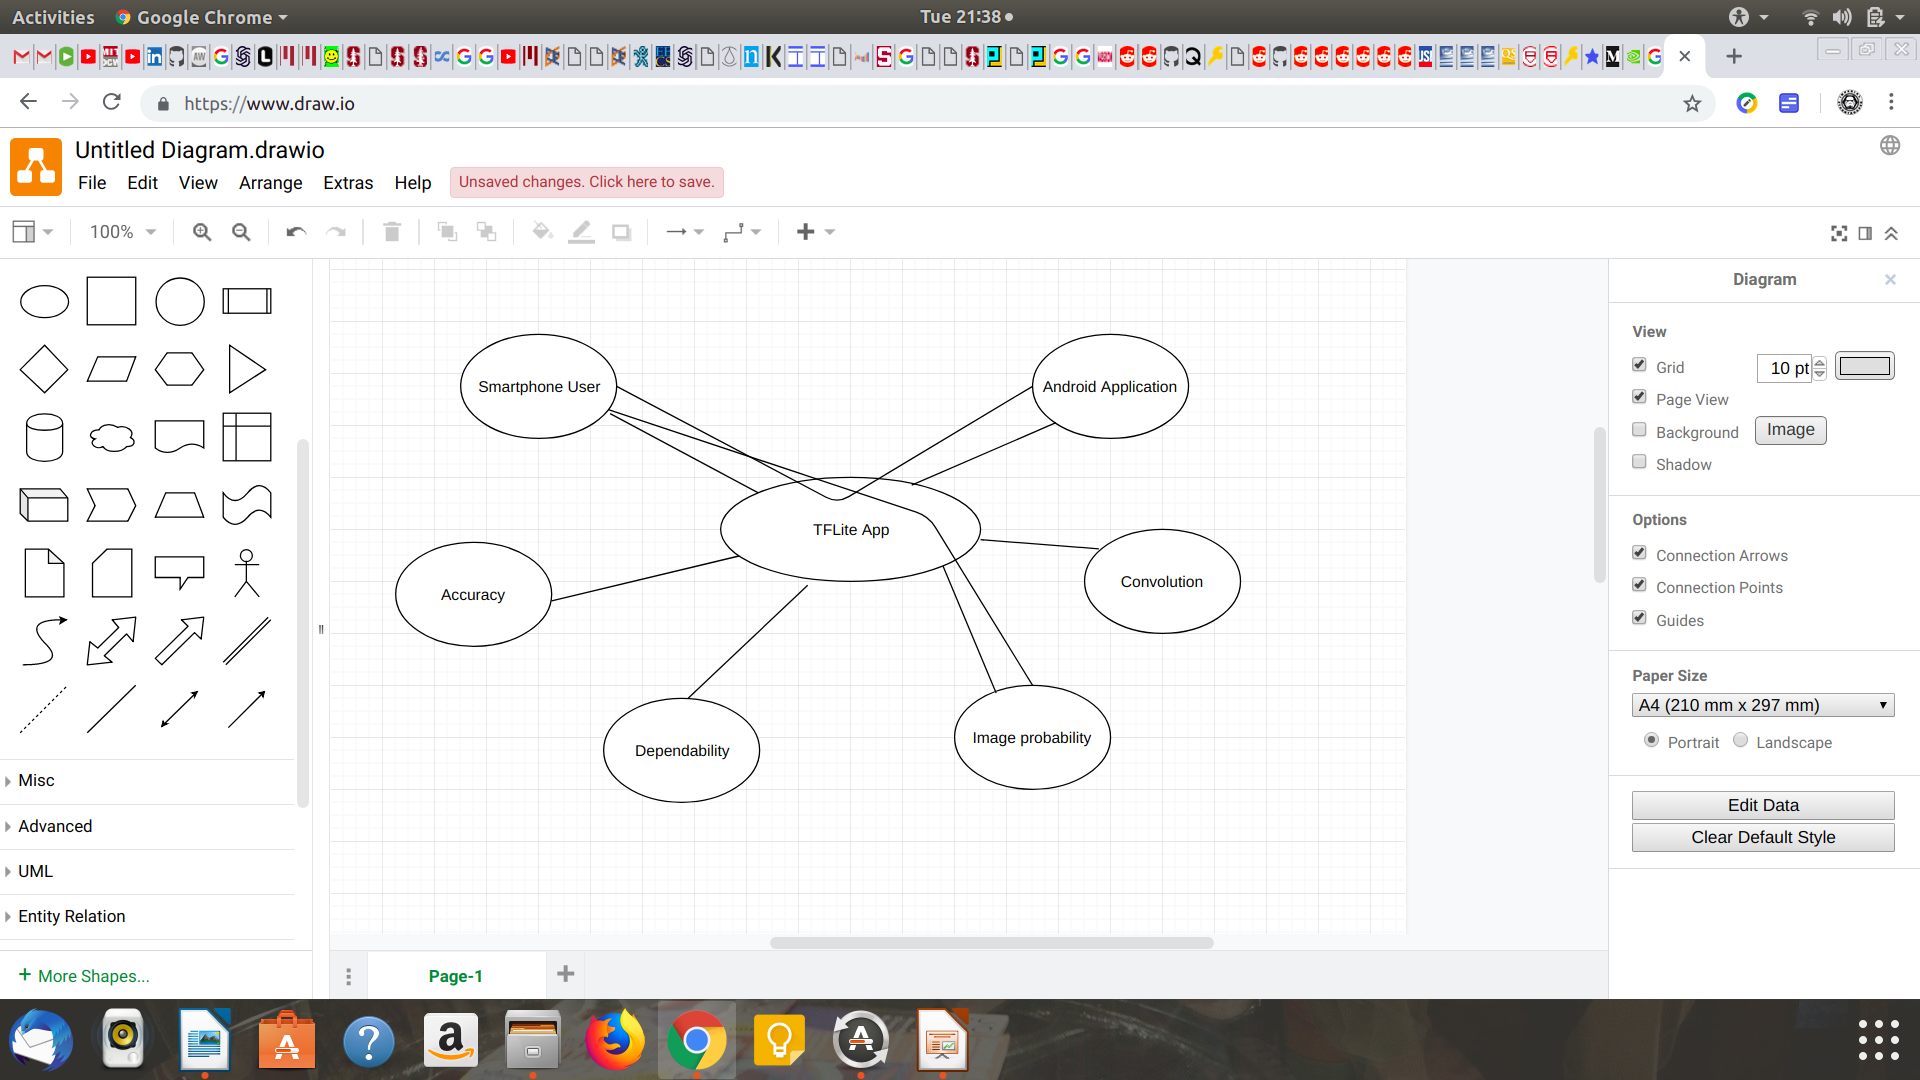 Activities
Google Chrome
Tue 21:38
https://www.draw.io
Untitled Diagram.drawio
File Edit View Arrange Extras Help
Unsaved changes. Click here to save.
100%
Diagram
View
Grid
10 pt
Page View
Background
Image
Shadow
Options
Connection Arrows
Connection Points
Guides
Paper Size
A4 (210 mm x 297 mm)
Portrait
Landscape
Edit Data
Clear Default Style
Smartphone User
Android Application
TFLite App
Accuracy
Convolution
Dependability
Image probability
Misc
Advanced
UML
Entity Relation
+ More Shapes...
Page-1